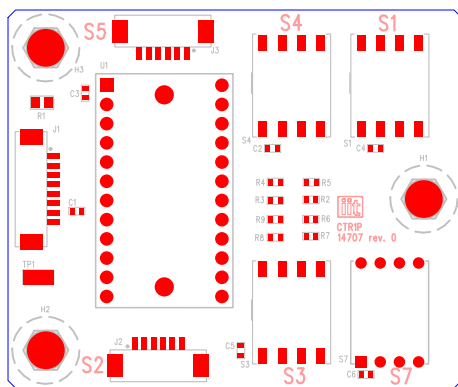 S5
S4
S1
J3
H3
U1
C3
R1
J1
S4
C2
S1
C4
H1
R4
R5
R3
R2
R9
R6
R8
R7
C1
iit
CTR1P
14707 rev. 0
TP1
H2
J2
C5
S3
S7
C6
S2
S3
S7